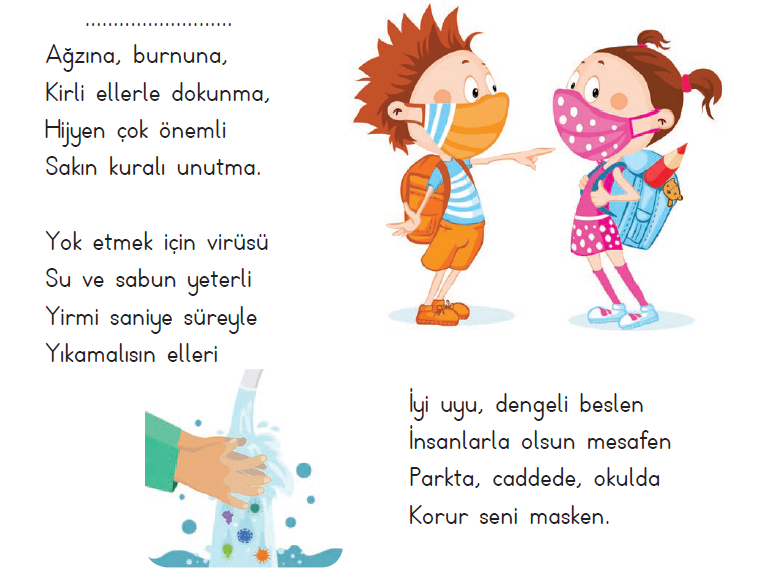 ..........................
Ağzına, burnuna,
Kirli ellerle dokunma,
Hijyen çok önemli
Sakın kuralı unutma.
Yok etmek için virüsü
Su ve sabun yeterli
Yirmi saniye süreyle
Yıkamalısın elleri
İyi uyu, dengeli beslen
İnsanlarla olsun mesafen
Parkta, caddede, okulda
Korur seni masken.